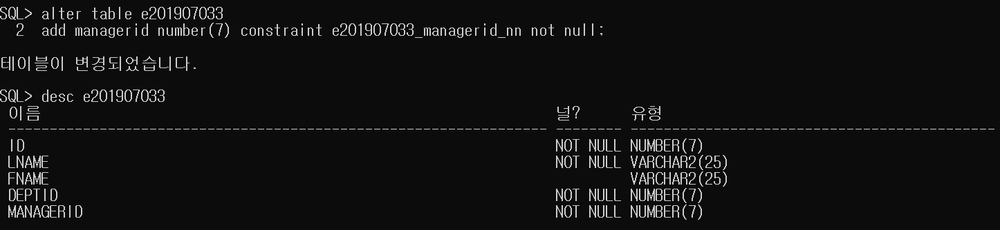 SQL> alter table e201907033
  2  add managerid number(7) constraint e201907033_managerid_nn not null;
테이블이 변경되었습니다.
SQL> desc e201907033
 이름                                                              널?      유형
 ----------------------------------------------------------------- -------- --------------------------------------------
 ID                                                                NOT NULL NUMBER(7)
 LNAME                                                             NOT NULL VARCHAR2(25)
 FNAME                                                                      VARCHAR2(25)
 DEPTID                                                            NOT NULL NUMBER(7)
 MANAGERID                                                         NOT NULL NUMBER(7)